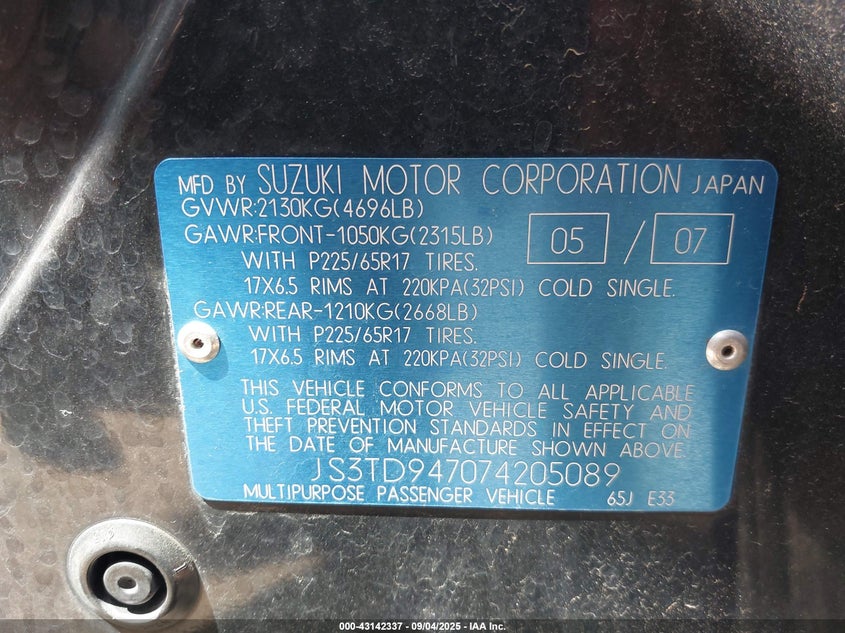 MFD BY SUZUKI MOTOR CORPORATION JAPAN
GVWR:2130KG(4696LB)
GAWR:FRONT-1050KG(2315LB) 05 / 07
WITH P225/65R17 TIRES.
17X6.5 RIMS AT 220KPA(32PSI) COLD SINGLE.
GAWR:REAR-1210KG(2668LB)
WITH P225/65R17 TIRES.
17X6.5 RIMS AT 220KPA(32PSI) COLD SINGLE.
THIS VEHICLE CONFORMS TO ALL APPLICABLE
U.S. FEDERAL MOTOR VEHICLE SAFETY AND
THEFT PREVENTION STANDARDS IN EFFECT ON
THE DATE OF MANUFACTURE SHOWN ABOVE.
JS3TD947074205089
MULTIPURPOSE PASSENGER VEHICLE 65J E33
000-43142337 - 09/04/2025 - IAA Inc.